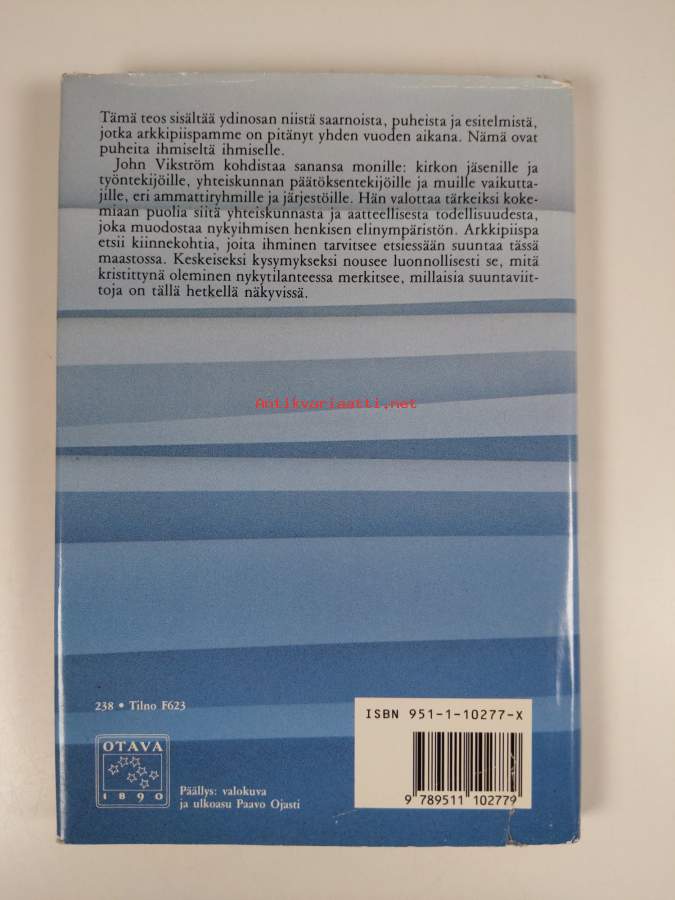 Tämä teos sisältää ydinosan niistä saarnoista, puheista ja esitelmistä,
jotka arkkipiispamme on pitänyt yhden vuoden aikana. Nämä ovat
puheita ihmiseltä ihmiselle.
John Vikström kohdistaa sanansa monille: kirkon jäsenille ja
työntekijöille, yhteiskunnan päätöksentekijöille ja muille vaikutta-
jille, eri ammattiryhmille ja järjestöille. Hän valottaa tärkeiksi koke-
miaan puolia siitä yhteiskunnasta ja aatteellisesta todellisuudesta,
joka muodostaa nykyihmisen henkisen elinympäristön. Arkkipiispa
etsii kiinnekohtia, joita ihminen tarvitsee etsiessään suuntaa tässä
maastossa. Keskeiseksi kysymykseksi nousee luonnollisesti se, mitä
kristittynä oleminen nykytilanteessa merkitsee, millaisia suuntaviit-
toja on tällä hetkellä näkyvissä.
Antikvariaatti.net
238 • Tilno F623
OTAVA
1890
Päällys: valokuva
ja ulkoasu Paavo Ojasti
ISBN 951-1-10277-X
9 789511 102779